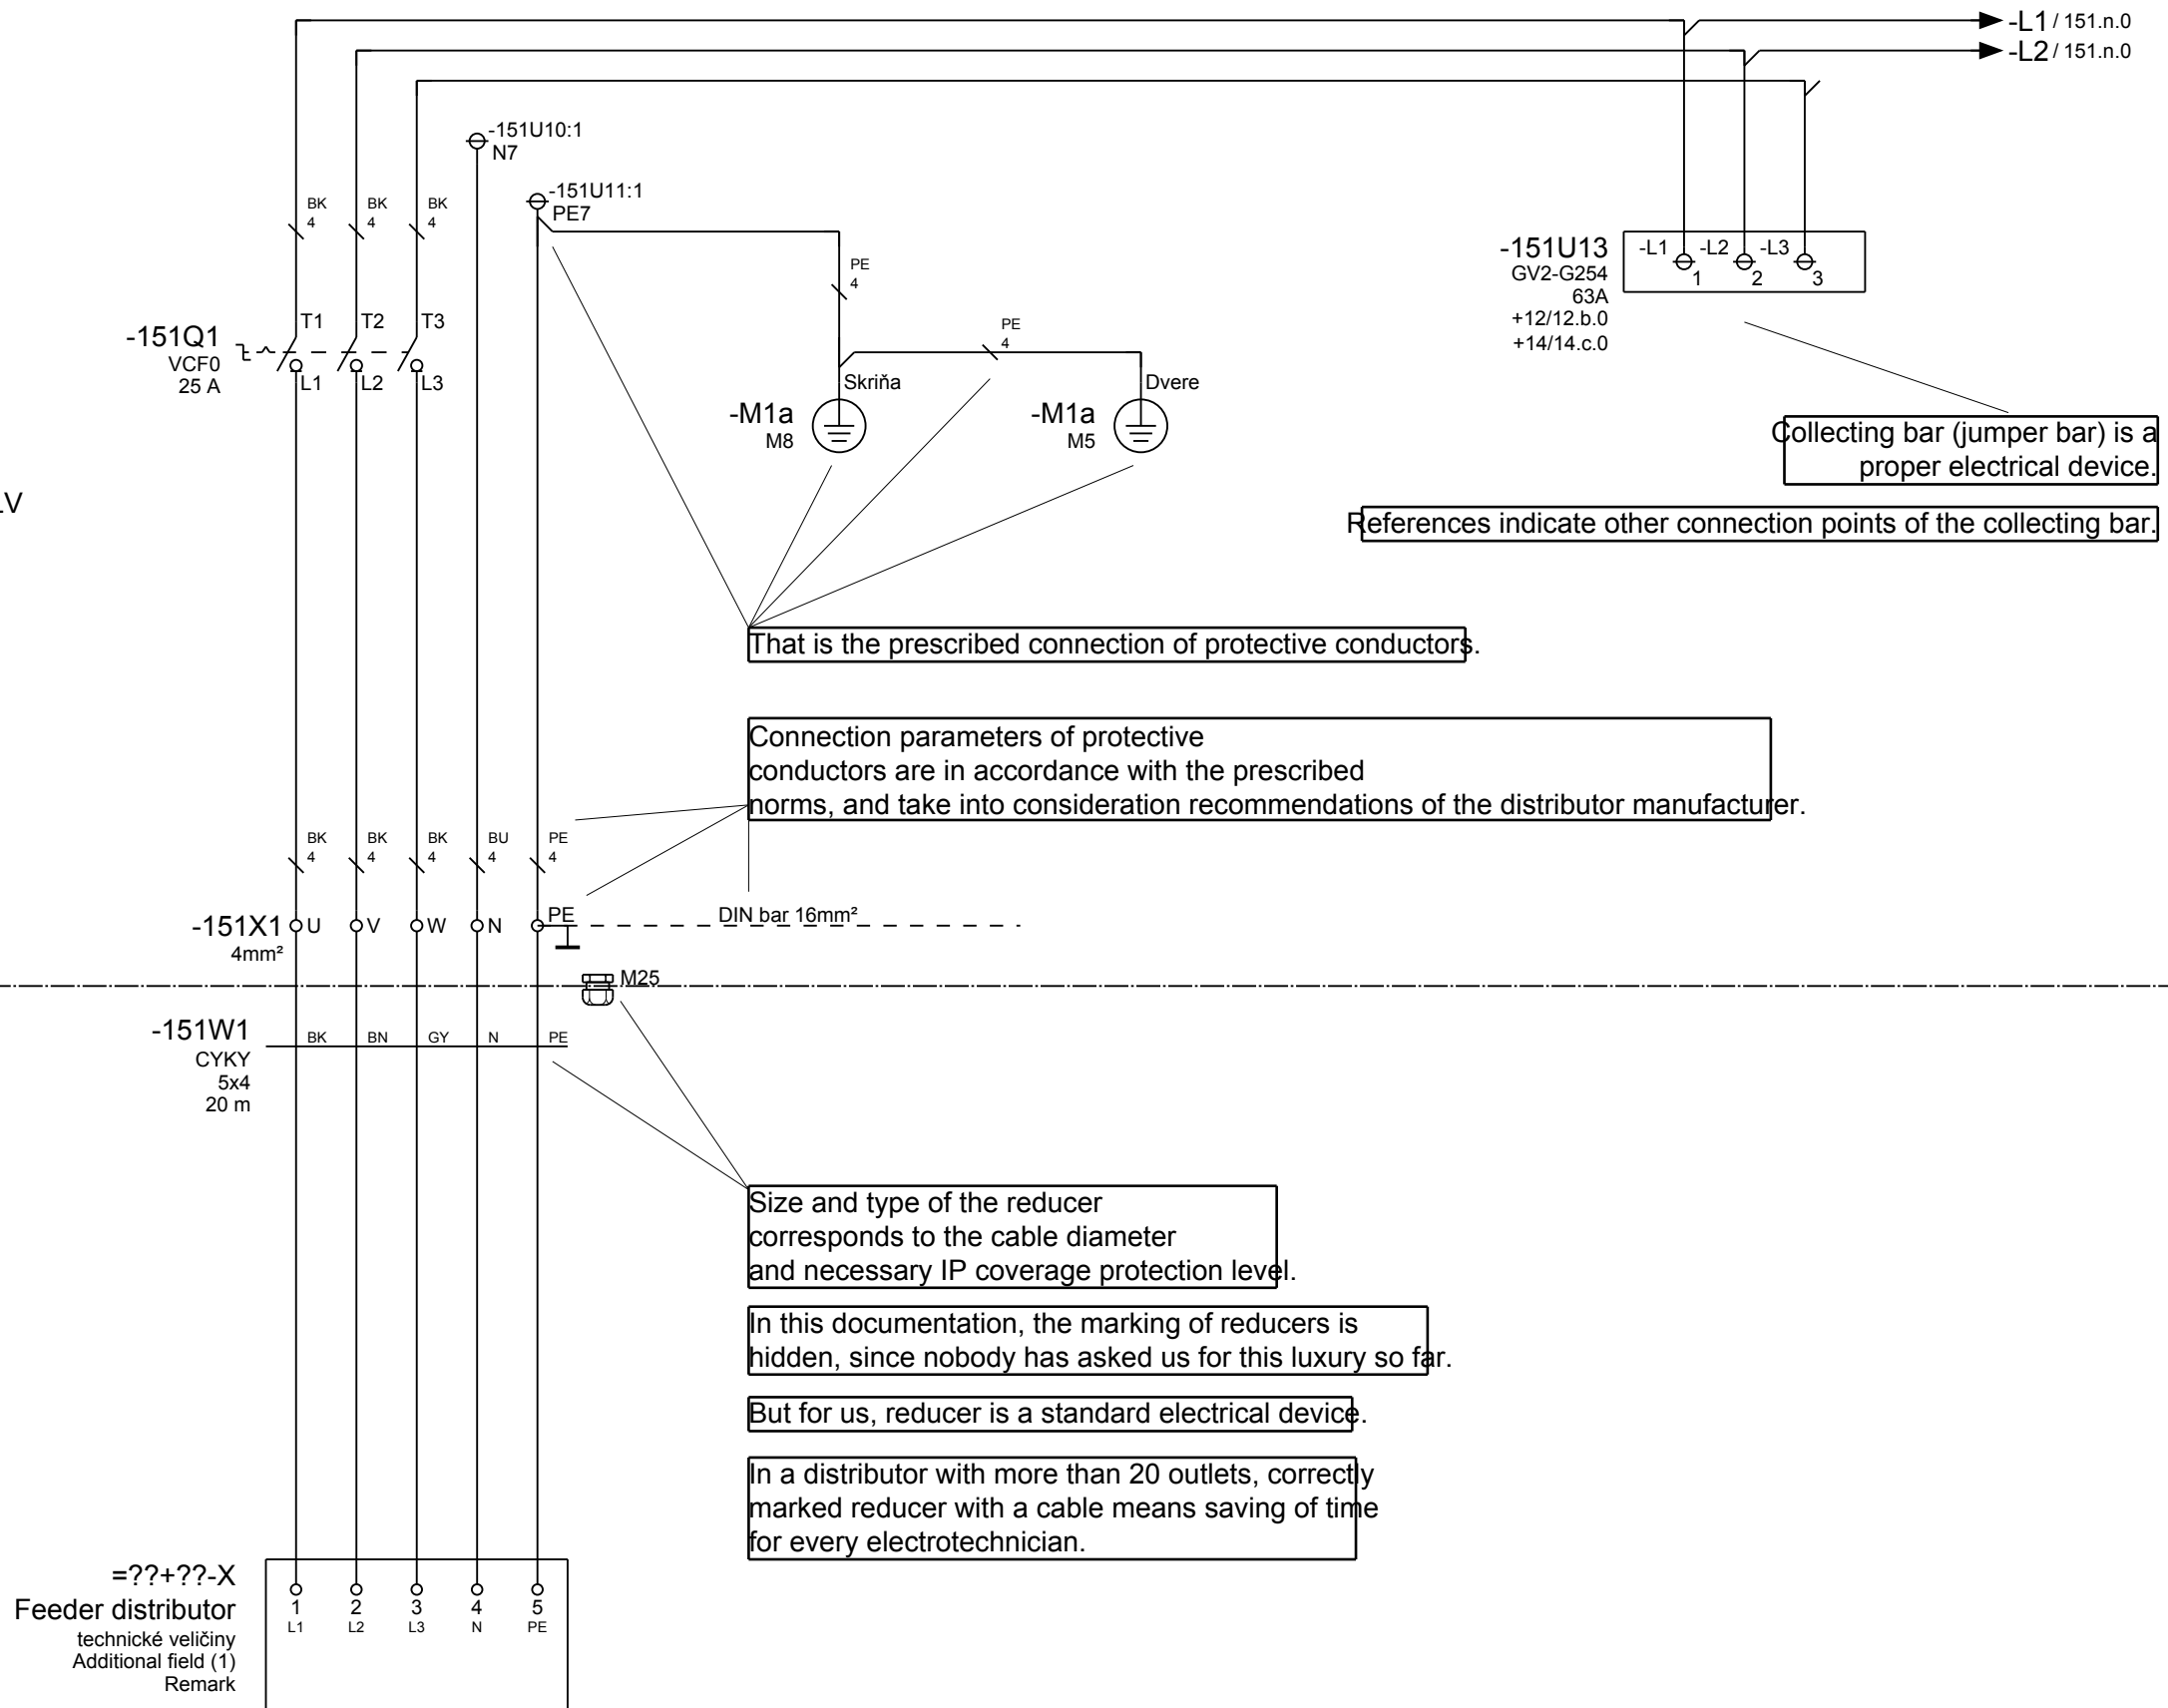 -L1 / 151.n.0
-L2 / 151.n.0
-151U10:1
N7
-151U11:1
PE7
BK
4
BK
4
BK
4
PE
4
PE
4
-151U13
GV2-G254
63A
+12/12.b.0
+14/14.c.0
-L1
-L2
-L3
1
2
3
-151Q1
VCF0
25 A
T1
T2
T3
L1
L2
L3
Skriňa
-M1a
M8
Dvere
-M1a
M5
Collecting bar (jumper bar) is a
proper electrical device.
References indicate other connection points of the collecting bar.
That is the prescribed connection of protective conductors.
Connection parameters of protective
conductors are in accordance with the prescribed
norms, and take into consideration recommendations of the distributor manufacturer.
BK
4
BK
4
BK
4
BU
4
PE
4
-151X1
4mm²
U
V
W
N
PE
DIN bar 16mm²
M25
-151W1
CYKY
5x4
20 m
BK
BN
GY
N
PE
Size and type of the reducer
corresponds to the cable diameter
and necessary IP coverage protection level.
In this documentation, the marking of reducers is
hidden, since nobody has asked us for this luxury so far.
But for us, reducer is a standard electrical device.
In a distributor with more than 20 outlets, correctly
marked reducer with a cable means saving of time
for every electrotechnician.
=??+??-X
Feeder distributor
technické veličiny
Additional field (1)
Remark
1
L1
2
L2
3
L3
4
N
5
PE